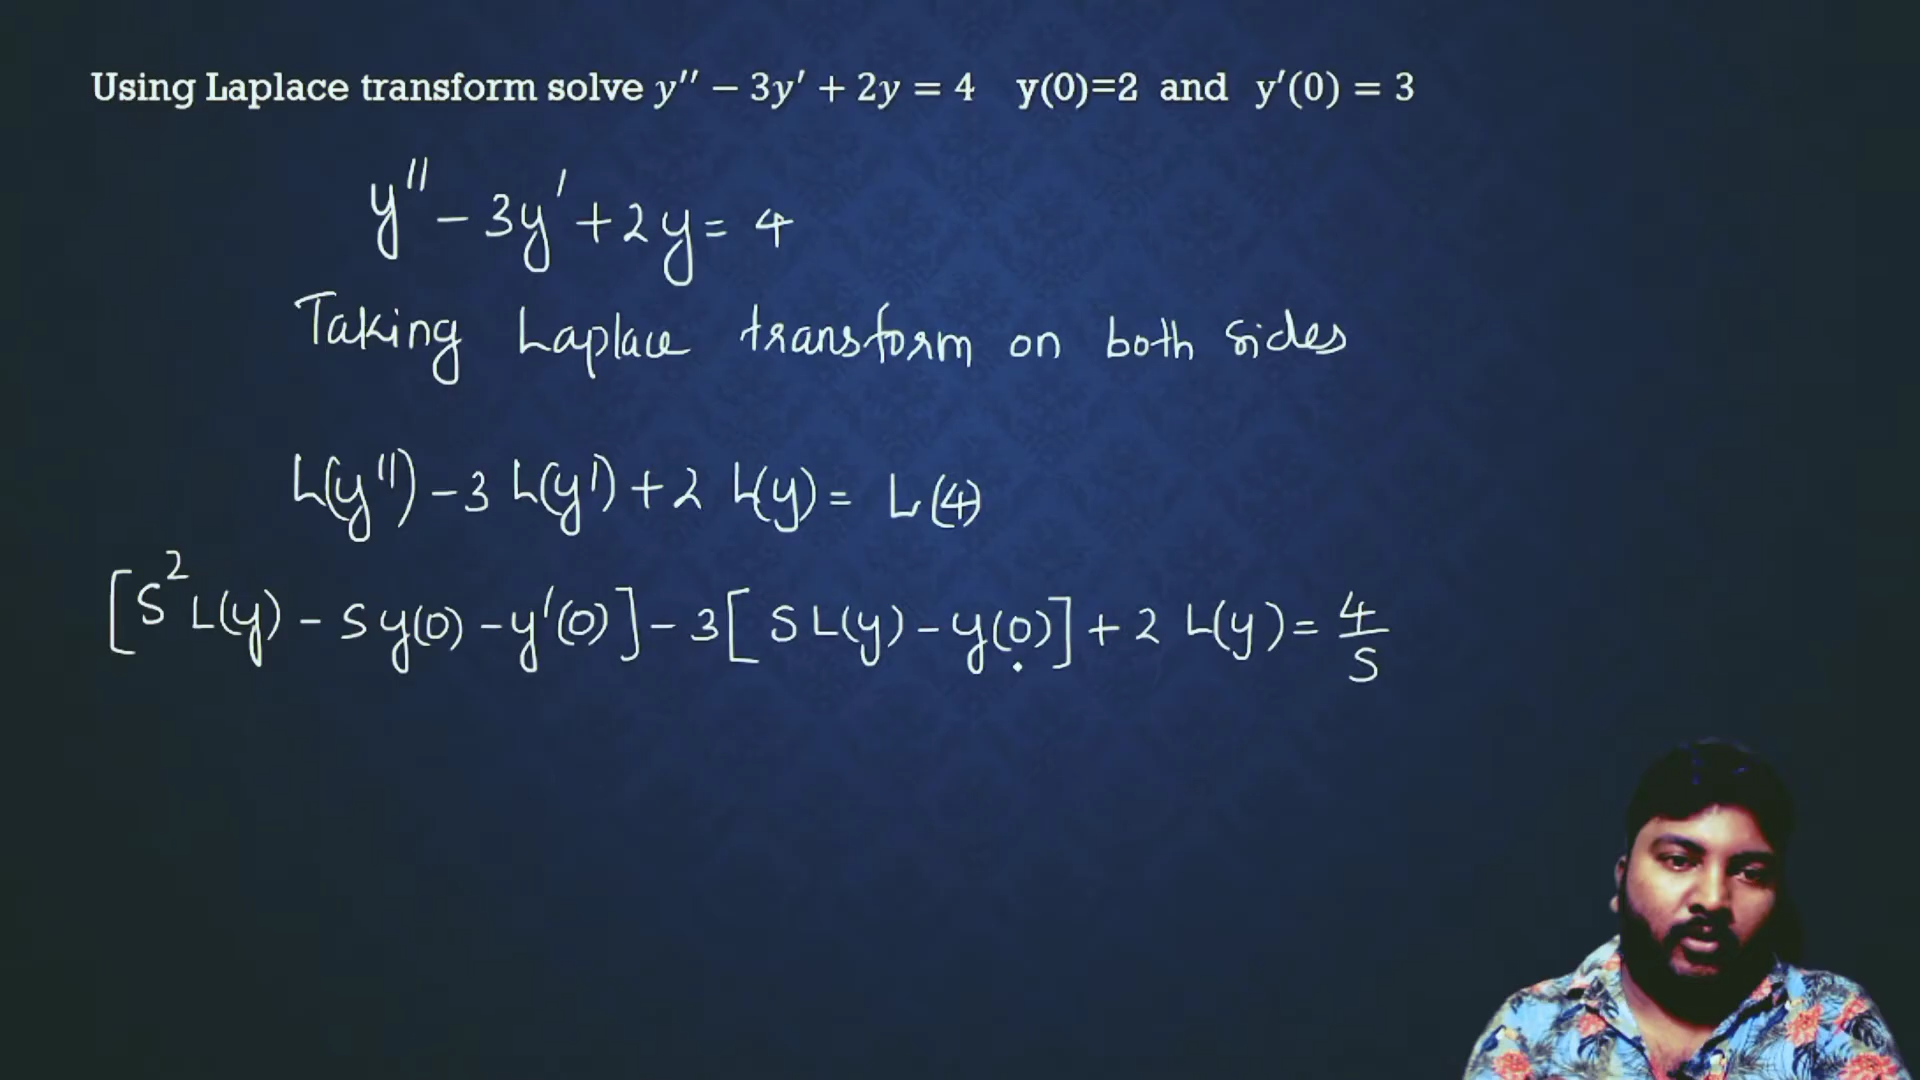 Using Laplace transform solve y′′ − 3y′ + 2y = 4 y(0)=2 and y′(0) = 3
y'' - 3y' + 2y = 4
Taking Laplace transform on both sides
L(y'') - 3 L(y') + 2 L(y) = L(4)
[S² L(y) - S y(0) - y'(0)] - 3[S L(y) - y(0)] + 2 L(y) = 4/S